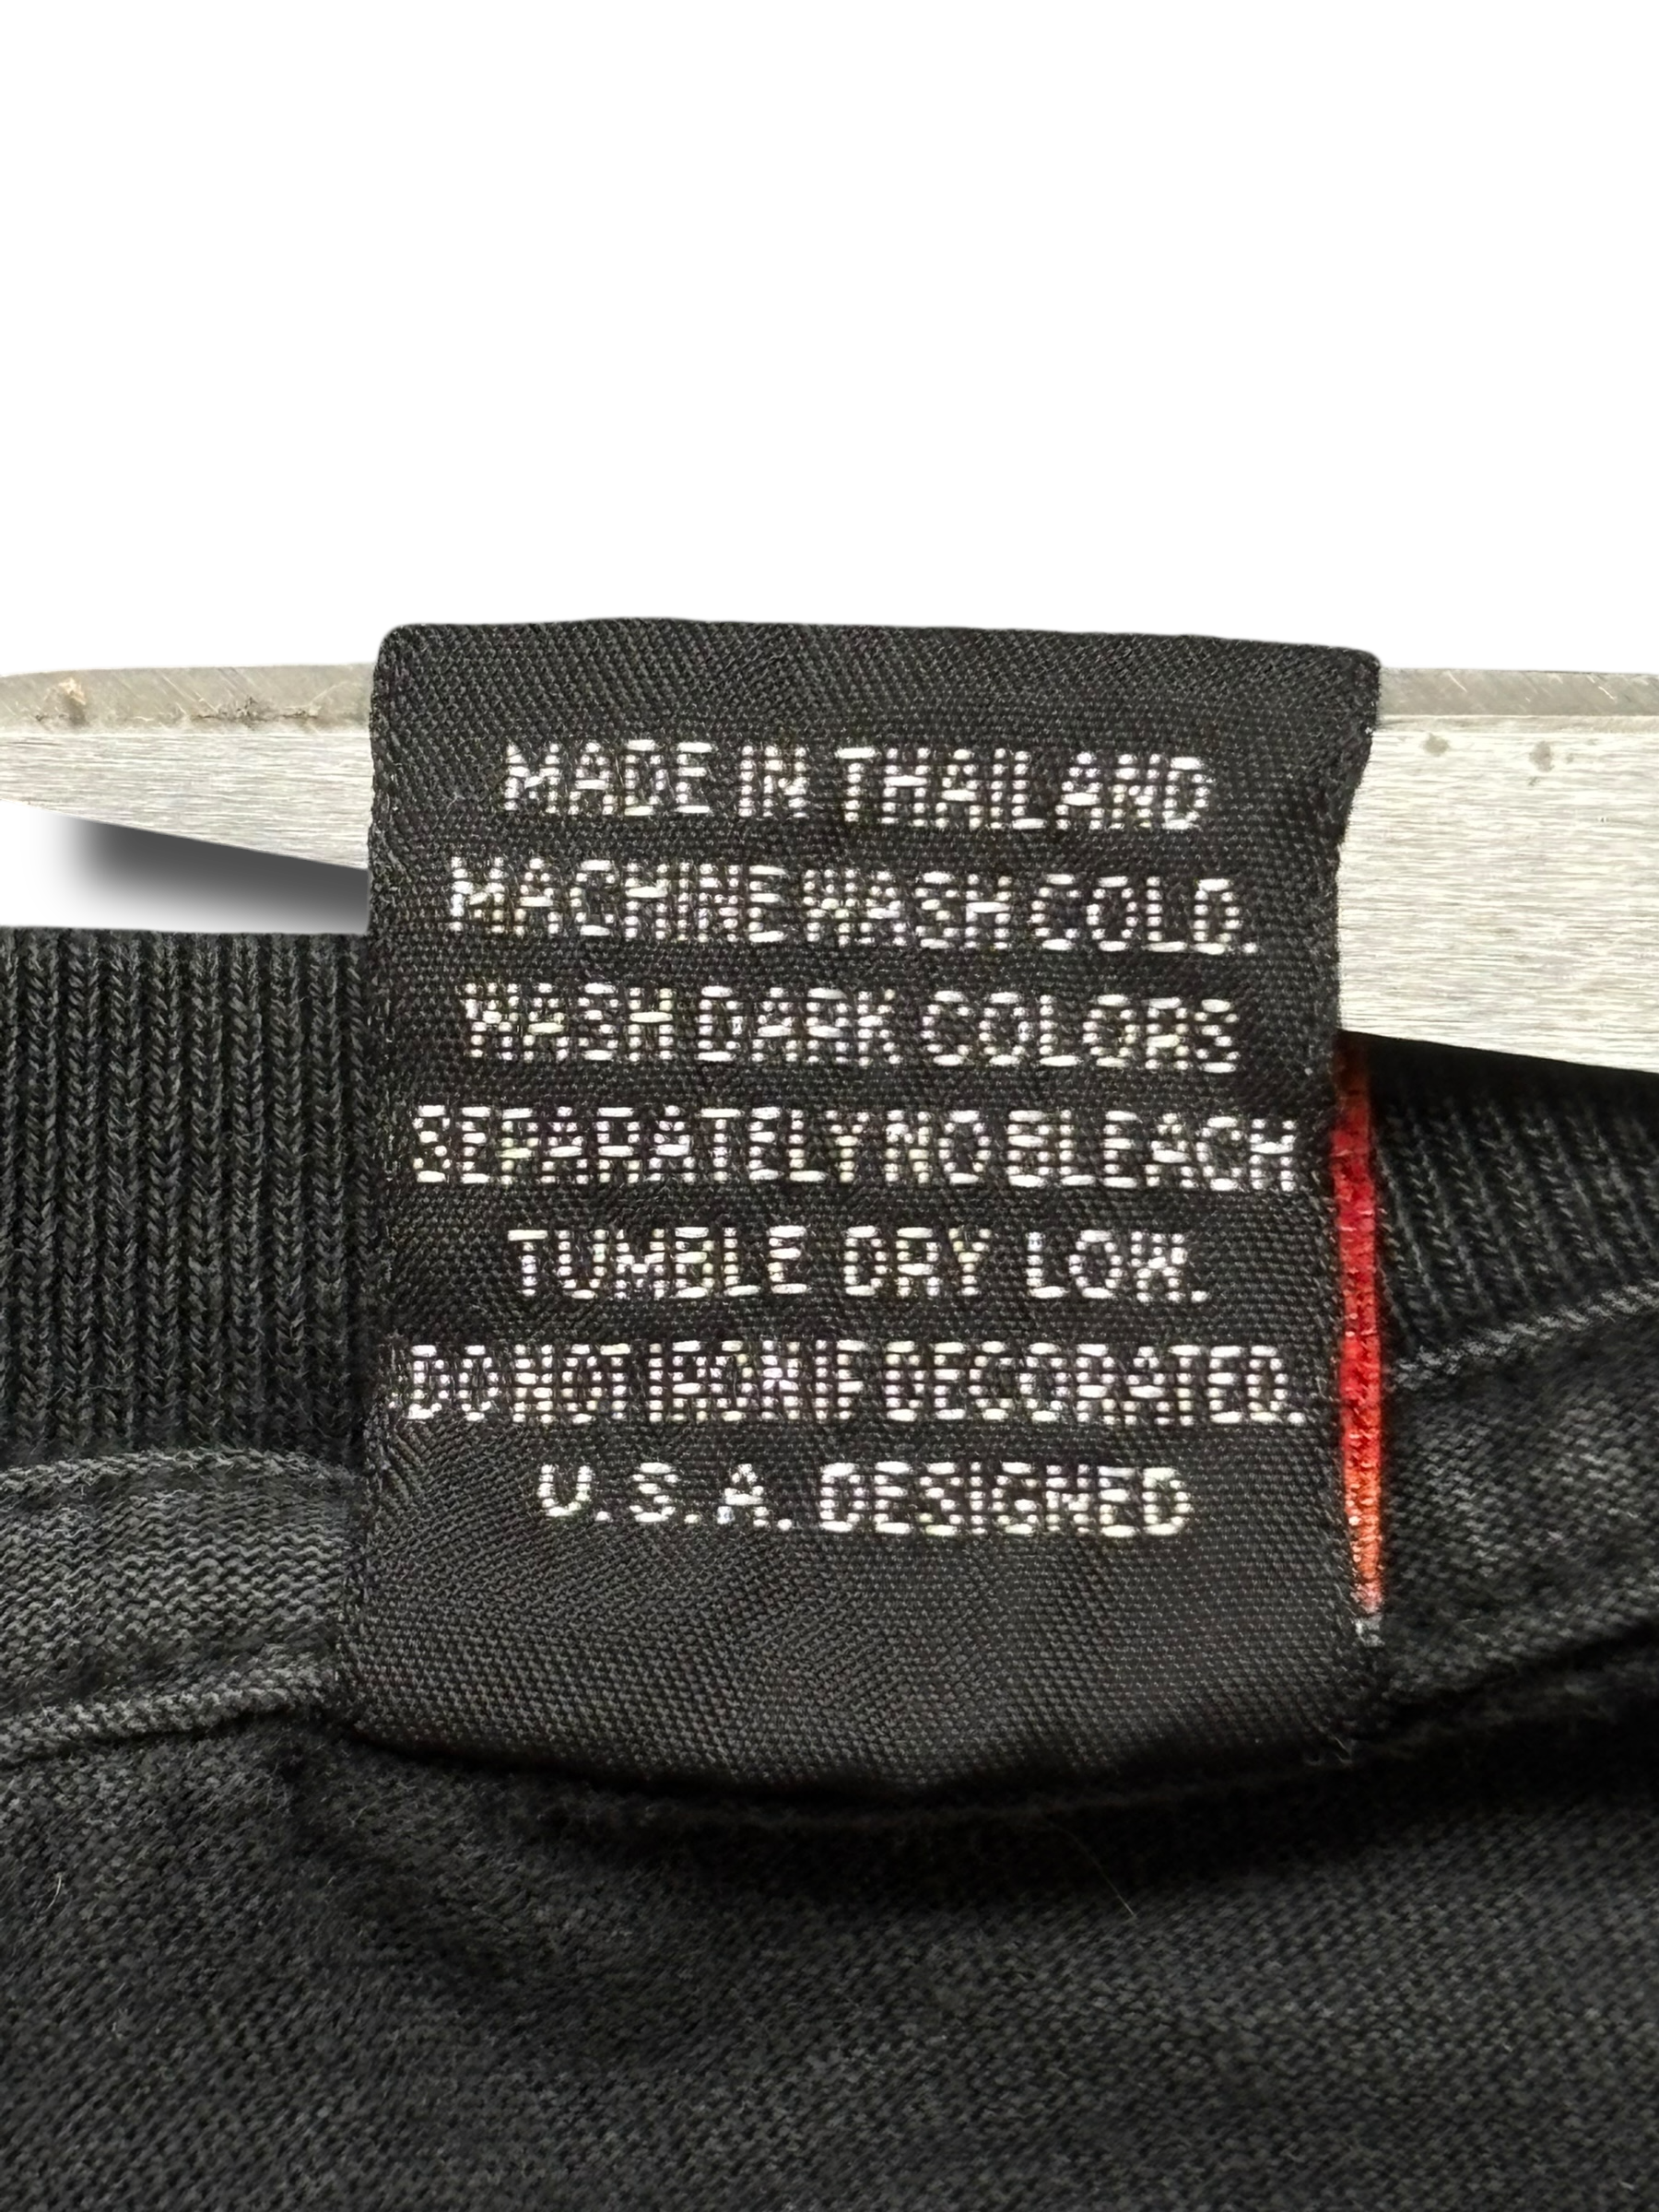 MADE IN THAILAND
MACHINE WASH COLD.
WASH DARK COLORS
SEPARATELY NO BLEACH
TUMBLE DRY LOW.
DO NOT IRON IF DECORATED.
U.S.A. DESIGNED